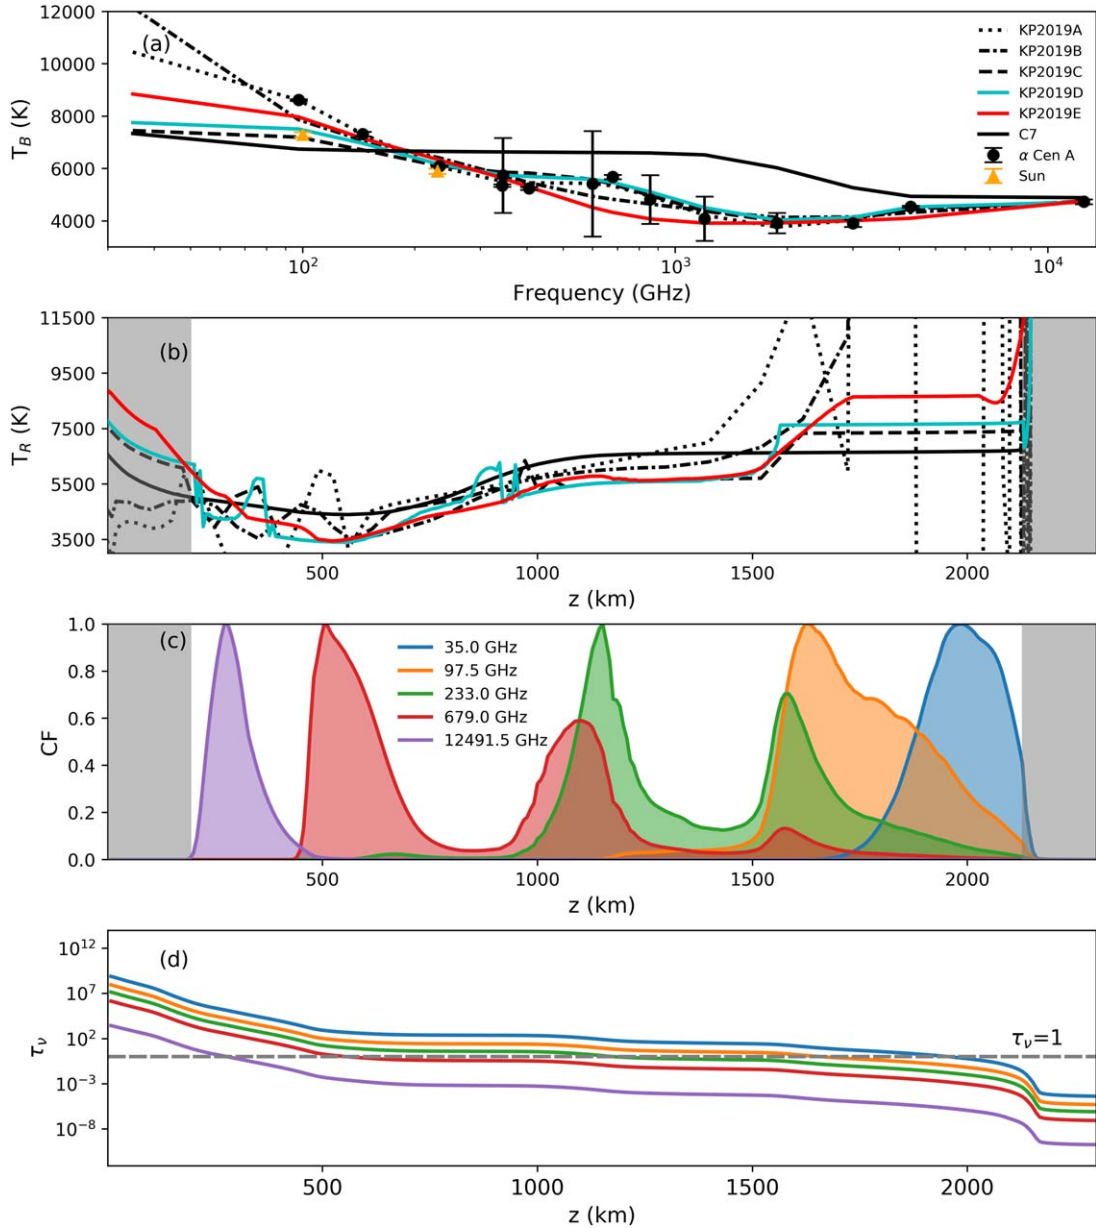 (a)
12000
10000
8000
6000
4000
T_B (K)
KP2019A
KP2019B
KP2019C
KP2019D
KP2019E
C7
α Cen A
Sun
10^2
10^3
10^4
Frequency (GHz)
(b)
11500
9500
7500
5500
3500
T_R (K)
500
1000
1500
2000
z (km)
(c)
1.0
0.8
0.6
0.4
0.2
0.0
CF
35.0 GHz
97.5 GHz
233.0 GHz
679.0 GHz
12491.5 GHz
500
1000
1500
2000
z (km)
(d)
10^12
10^7
10^2
10^−3
10^−8
τ_ν
τ_ν=1
500
1000
1500
2000
z (km)